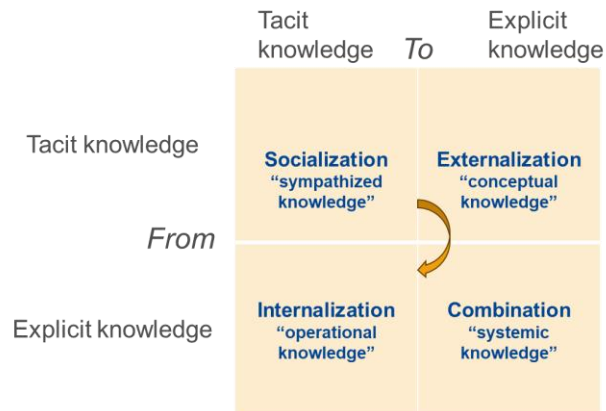 Tacit
knowledge
To
Explicit
knowledge
Tacit knowledge
Socialization
“sympathized
knowledge”
Externalization
“conceptual
knowledge”
From
Explicit knowledge
Internalization
“operational
knowledge”
Combination
“systemic
knowledge”